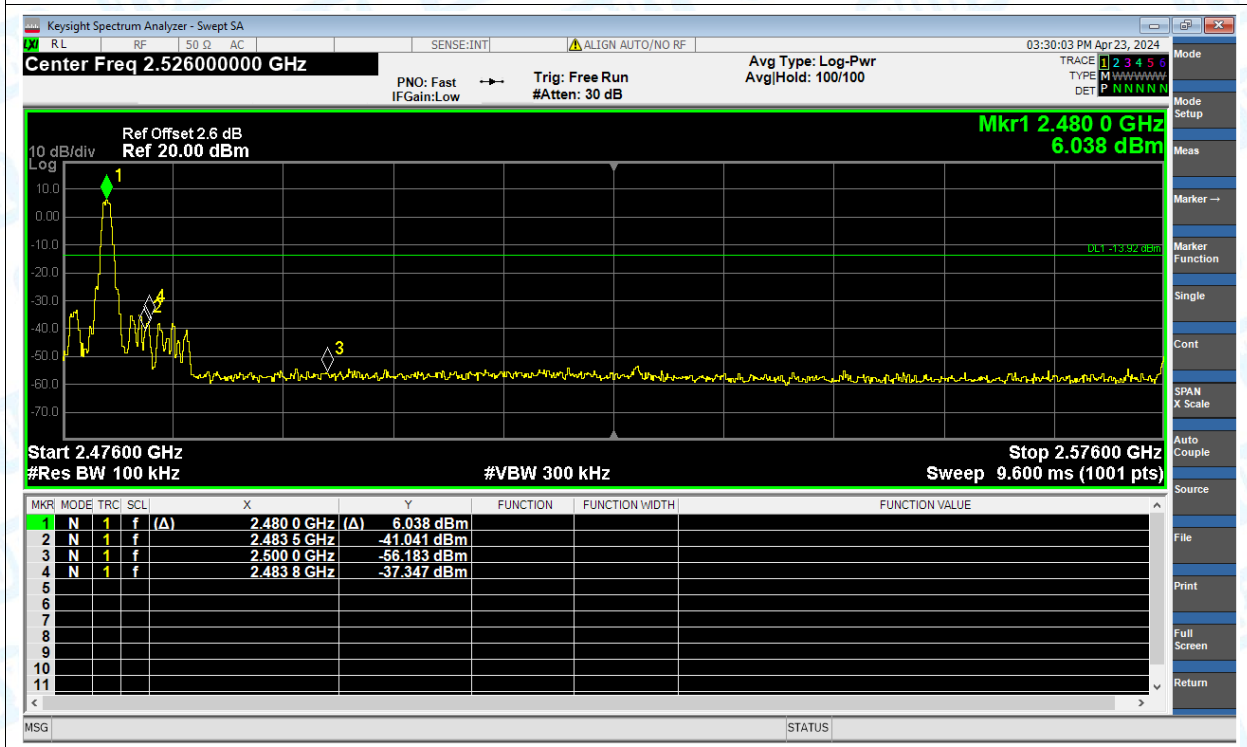 Keysight Spectrum Analyzer - Swept SA
LXI RL RF 50 Ω AC SENSE:INT ALIGN AUTO/NO RF 03:30:03 PM Apr 23, 2024
Center Freq 2.526000000 GHz
PNO: Fast
IFGain:Low
Trig: Free Run
#Atten: 30 dB
Avg Type: Log-Pwr
Avg|Hold: 100/100
TRACE 1 2 3 4 5 6
TYPE M WWWWW
DET P N N N N N
Mkr1 2.480 0 GHz
6.038 dBm
Ref Offset 2.6 dB
10 dB/div Ref 20.00 dBm
Log
1
10.0
0.00
-10.0
DL1 -13.92 dBm
-20.0
-30.0
4
2
-40.0
3
-50.0
-60.0
-70.0
Start 2.47600 GHz Stop 2.57600 GHz
#Res BW 100 kHz #VBW 300 kHz Sweep 9.600 ms (1001 pts)
MKR MODE TRC SCL X Y FUNCTION FUNCTION WIDTH FUNCTION VALUE
1 N 1 f (Δ) 2.480 0 GHz (Δ) 6.038 dBm
2 N 1 f 2.483 5 GHz -41.041 dBm
3 N 1 f 2.500 0 GHz -56.183 dBm
4 N 1 f 2.483 8 GHz -37.347 dBm
5
6
7
8
9
10
11
MSG STATUS
Mode
Mode
Setup
Meas
Marker →
Marker
Function
Single
Cont
SPAN
X Scale
Auto
Couple
Source
File
Print
Full
Screen
Return